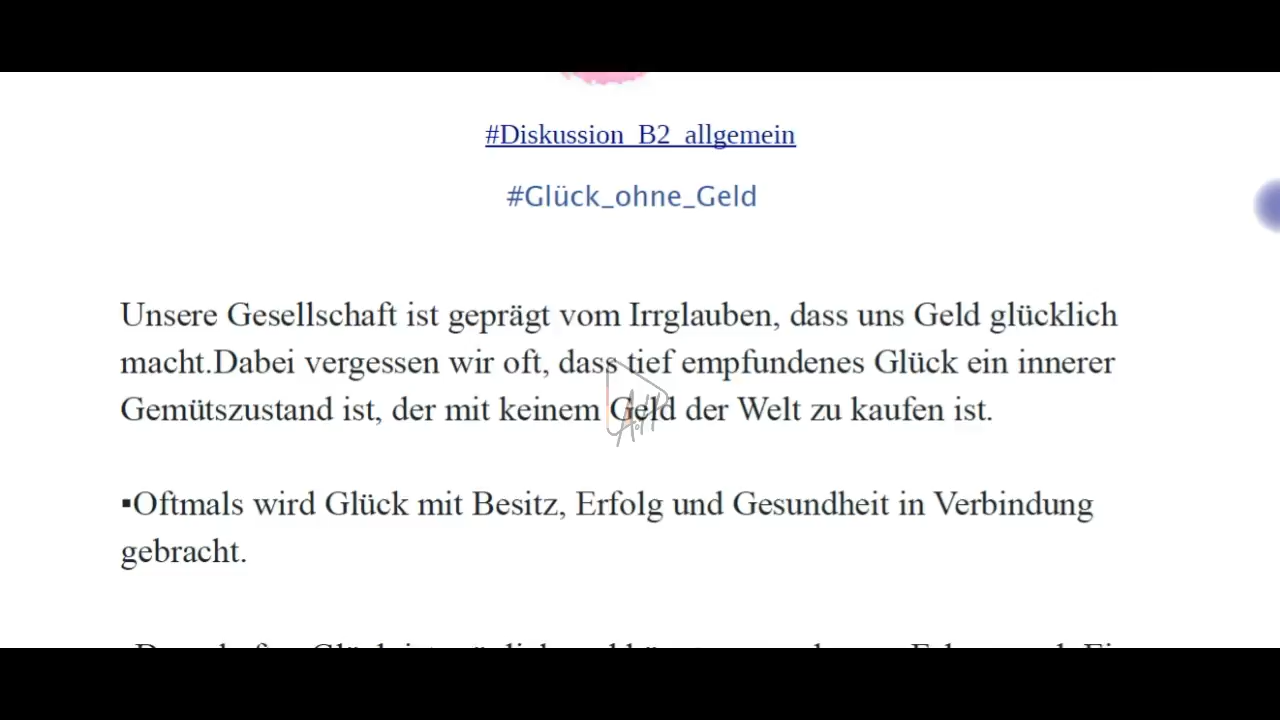 #Diskussion_B2_allgemein
#Glück_ohne_Geld
Unsere Gesellschaft ist geprägt vom Irrglauben, dass uns Geld glücklich
macht.Dabei vergessen wir oft, dass tief empfundenes Glück ein innerer
Gemütszustand ist, der mit keinem Geld der Welt zu kaufen ist.
▪Oftmals wird Glück mit Besitz, Erfolg und Gesundheit in Verbindung
gebracht.